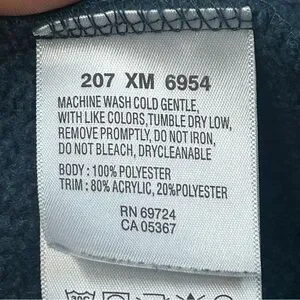 207 XM 6954
MACHINE WASH COLD GENTLE,
WITH LIKE COLORS,TUMBLE DRY LOW,
REMOVE PROMPTLY, DO NOT IRON,
DO NOT BLEACH, DRYCLEANABLE
BODY : 100% POLYESTER
TRIM : 80% ACRYLIC, 20%POLYESTER
RN 69724
CA 05367
30C